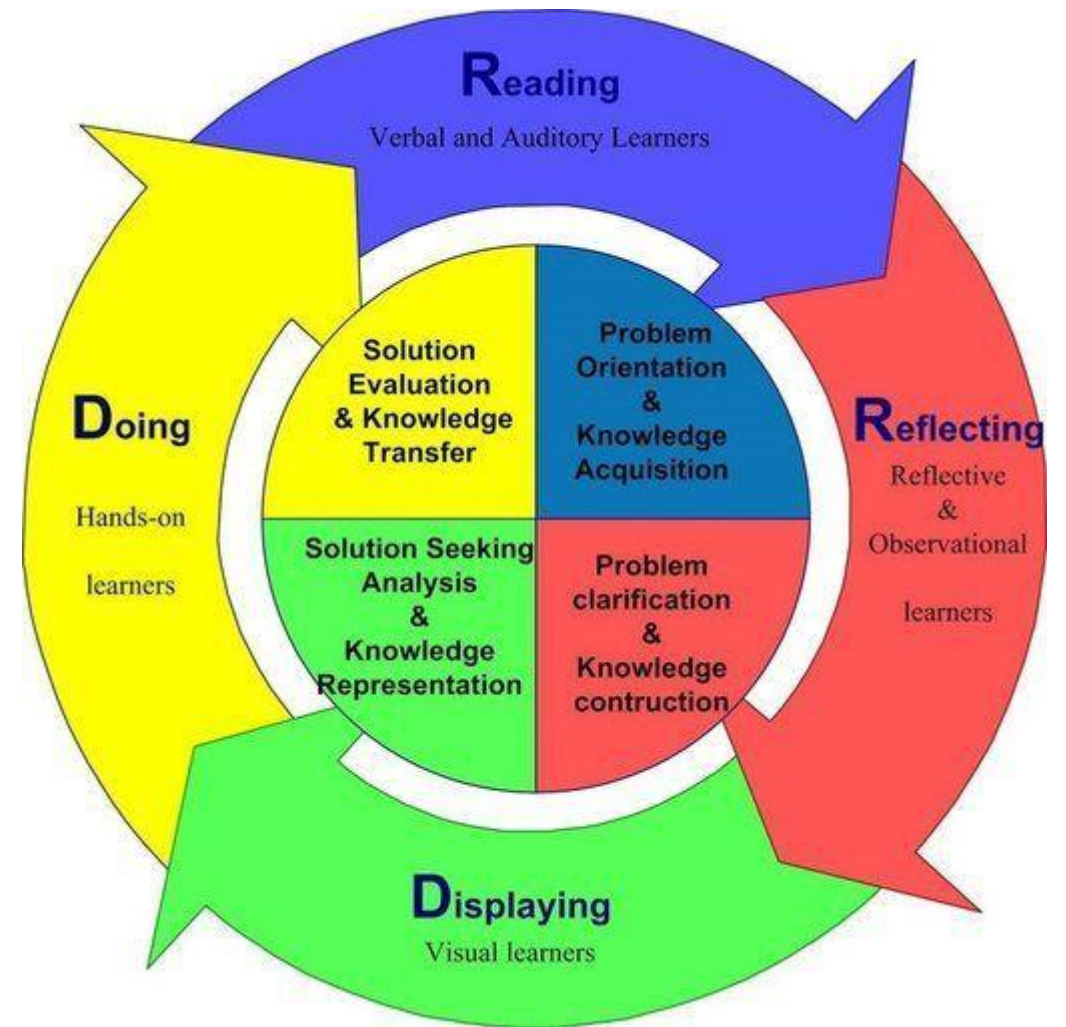 Reading
Verbal and Auditory Learners
Reflecting
Reflective
&
Observational
learners
Displaying
Visual learners
Doing
Hands-on
learners
Problem
Orientation
&
Knowledge
Acquisition
Problem
clarification
&
Knowledge
contruction
Solution Seeking
Analysis
&
Knowledge
Representation
Solution
Evaluation
& Knowledge
Transfer